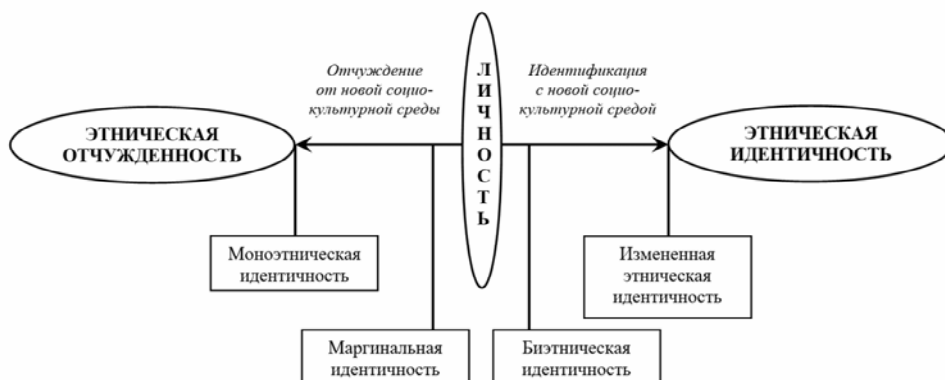 Отчуждение
от новой социо-
культурной среды
Л
И
Ч
Н
О
С
Т
Ь
Идентификация
с новой социо-
культурной средой
ЭТНИЧЕСКАЯ
ОТЧУЖДЕННОСТЬ
ЭТНИЧЕСКАЯ
ИДЕНТИЧНОСТЬ
Моноэтническая
идентичность
Измененная
этническая
идентичность
Маргинальная
идентичность
Биэтническая
идентичность